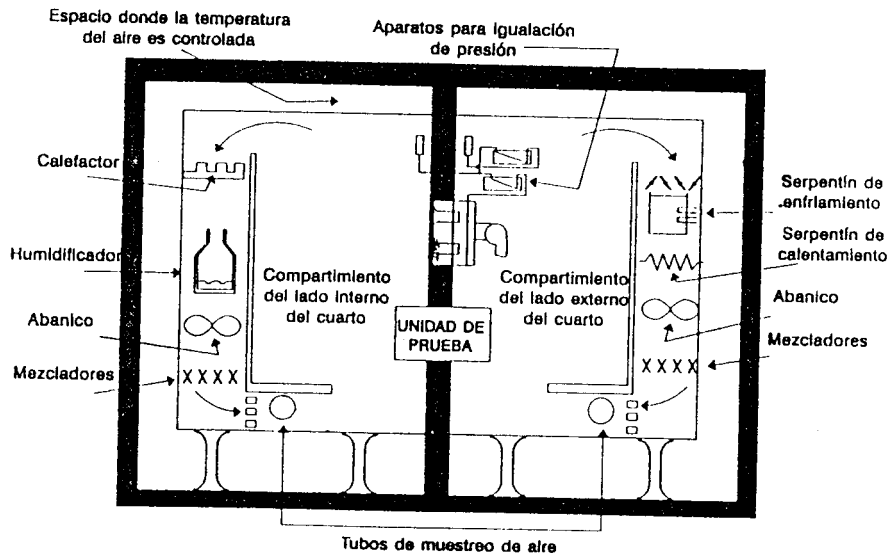 Espacio donde la temperatura
del aire es controlada
Aparatos para igualación
de presión
Calefactor
Humidificador
Abanico
Mezcladores
Compartimiento
del lado interno
del cuarto
UNIDAD DE
PRUEBA
Compartimiento
del lado externo
del cuarto
Serpentín de
enfriamiento
Serpentín de
calentamiento
Abanico
Mezcladores
Tubos de muestreo de aire